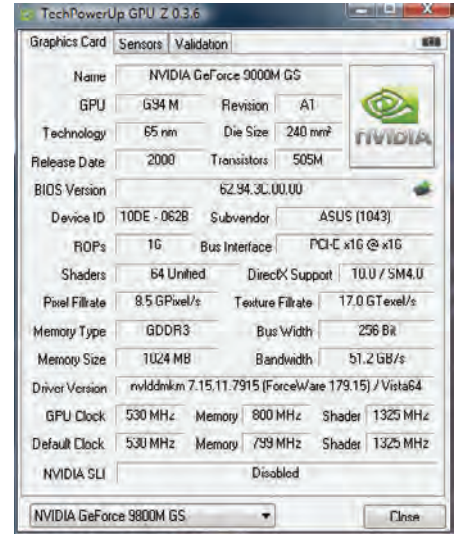 TechPowerUp GPU Z 0.3.6
Graphics Card Sensors Validation
Name NVIDIA GeForce 9000M GS
GPU G94 M Revision A1
Technology 65 nm Die Size 240 mm²
Release Date 2000 Transistors 505M
NVIDIA
BIOS Version 62.94.3C.00.00
Device ID 10DE - 062B Subvendor ASUS (1043)
ROPs 16 Bus Interface PCI-E x16 @ x16
Shaders 64 Unified DirectX Support 10.0 / SM4.0
Pixel Fillrate 8.5 GPixel/s Texture Fillrate 17.0 GTexel/s
Memory Type GDDR3 Bus Width 256 Bit
Memory Size 1024 MB Bandwidth 51.2 GB/s
Driver Version nvlddmkm 7.15.11.7915 (ForceWare 179.15) / Vista64
GPU Clock 530 MHz Memory 800 MHz Shader 1325 MHz
Default Clock 530 MHz Memory 799 MHz Shader 1325 MHz
NVIDIA SLI Disabled
NVIDIA GeForce 9800M GS Close